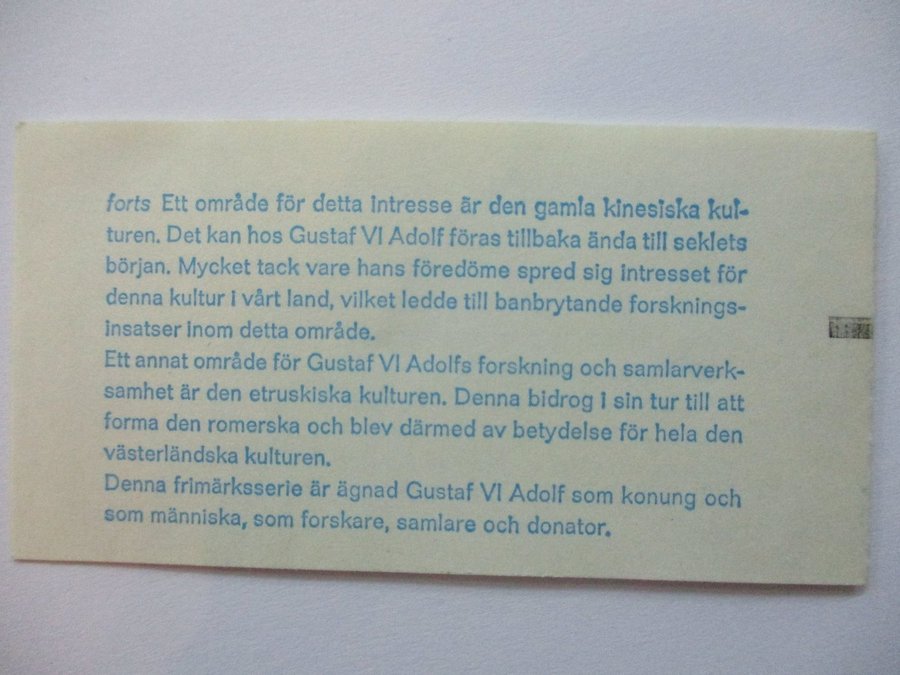 forts Ett område för detta intresse är den gamla kinesiska kul-
turen. Det kan hos Gustaf VI Adolf föras tillbaka ända till seklets
början. Mycket tack vare hans föredöme spred sig intresset för
denna kultur i vårt land, vilket ledde till banbrytande forsknings-
insatser inom detta område.
Ett annat område för Gustaf VI Adolfs forskning och samlarverk-
samhet är den etruskiska kulturen. Denna bidrog i sin tur till att
forma den romerska och blev därmed av betydelse för hela den
västerländska kulturen.
Denna frimärksserie är ägnad Gustaf VI Adolf som konung och
som människa, som forskare, samlare och donator.